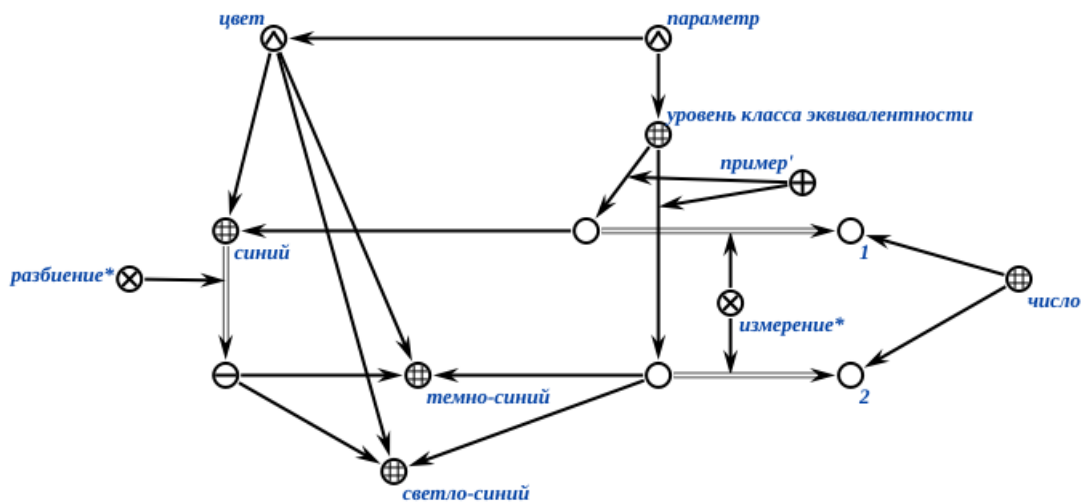 цвет
параметр
уровень класса эквивалентности
пример'
синий
1
разбиение*
число
измерение*
темно-синий
2
светло-синий